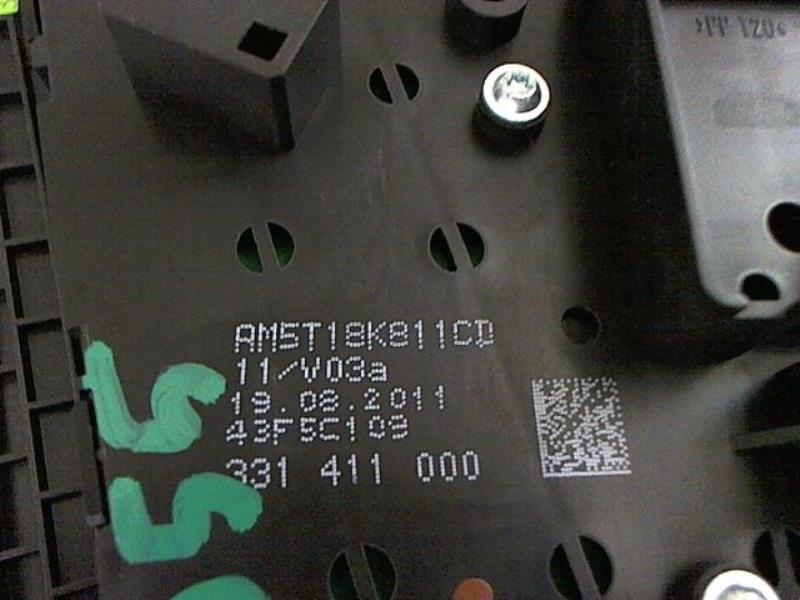 AM5T18K811CD
11/V03a
19.08.2011
43F5C109
331 411 000